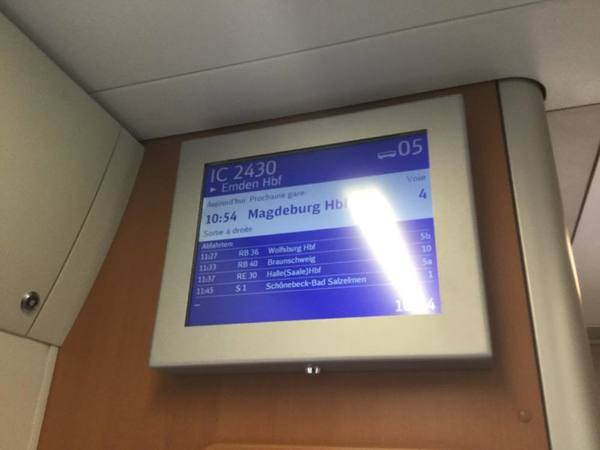 IC 2430
05
▸ Emden Hbf
Aujourd'hui Prochaine gare:
Voie
10:54 Magdeburg Hbf
4
Sortie à droite
Abfahrten:
11:27 RB 36 Wolfsburg Hbf 5b
11:33 RB 40 Braunschweig 10
11:37 RE 30 Halle(Saale)Hbf 5a
11:45 S 1 Schönebeck-Bad Salzelmen 1